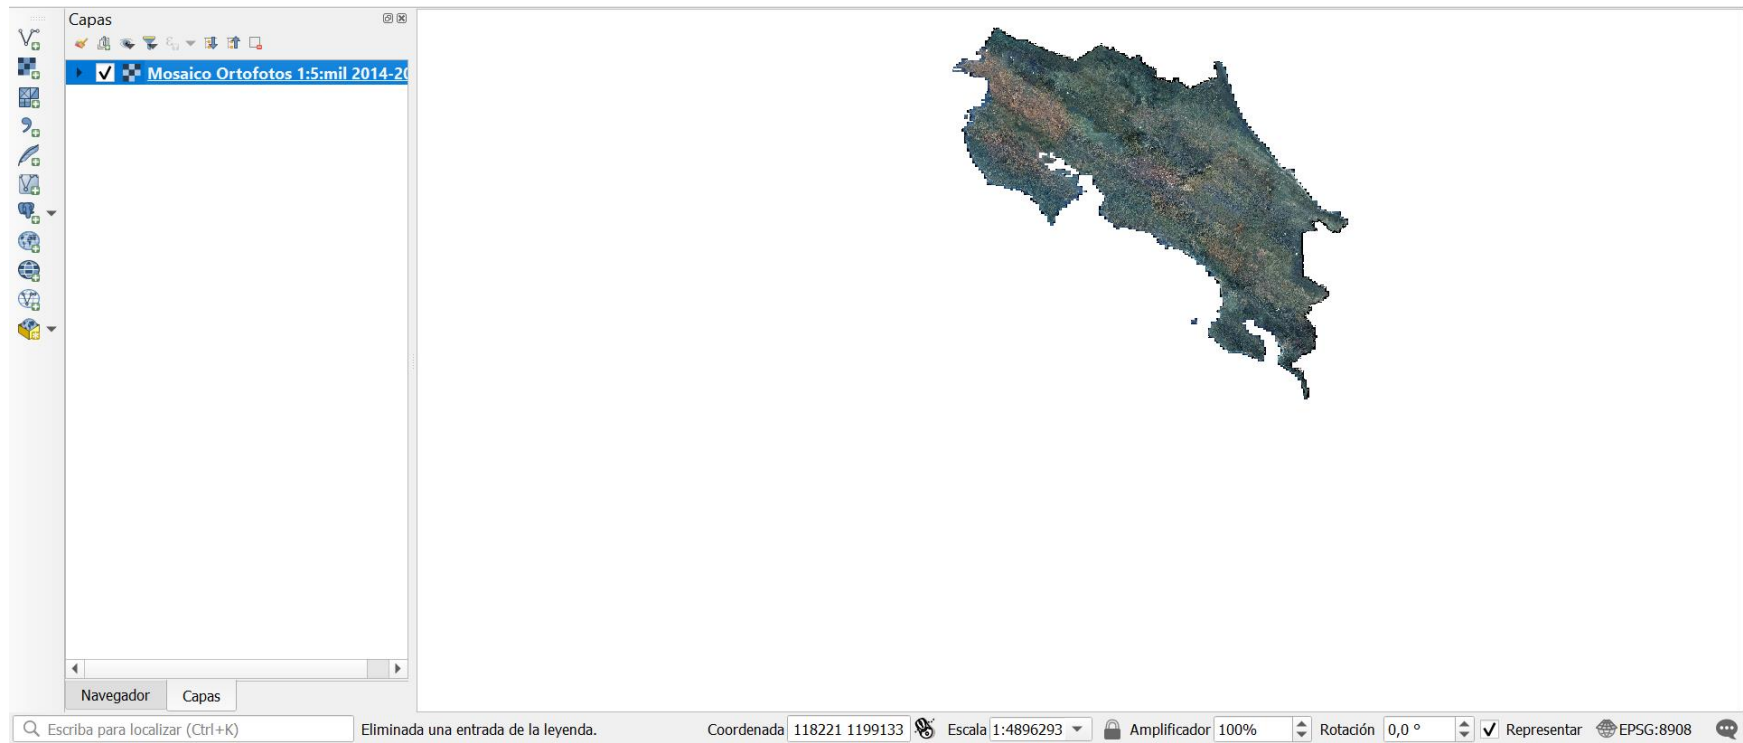 Capas
Mosaico Ortofotos 1:5:mil 2014-20
Navegador Capas
Escriba para localizar (Ctrl+K) Eliminada una entrada de la leyenda. Coordenada 118221 1199133 Escala 1:4896293 Amplificador 100% Rotación 0,0 ° Representar EPSG:8908